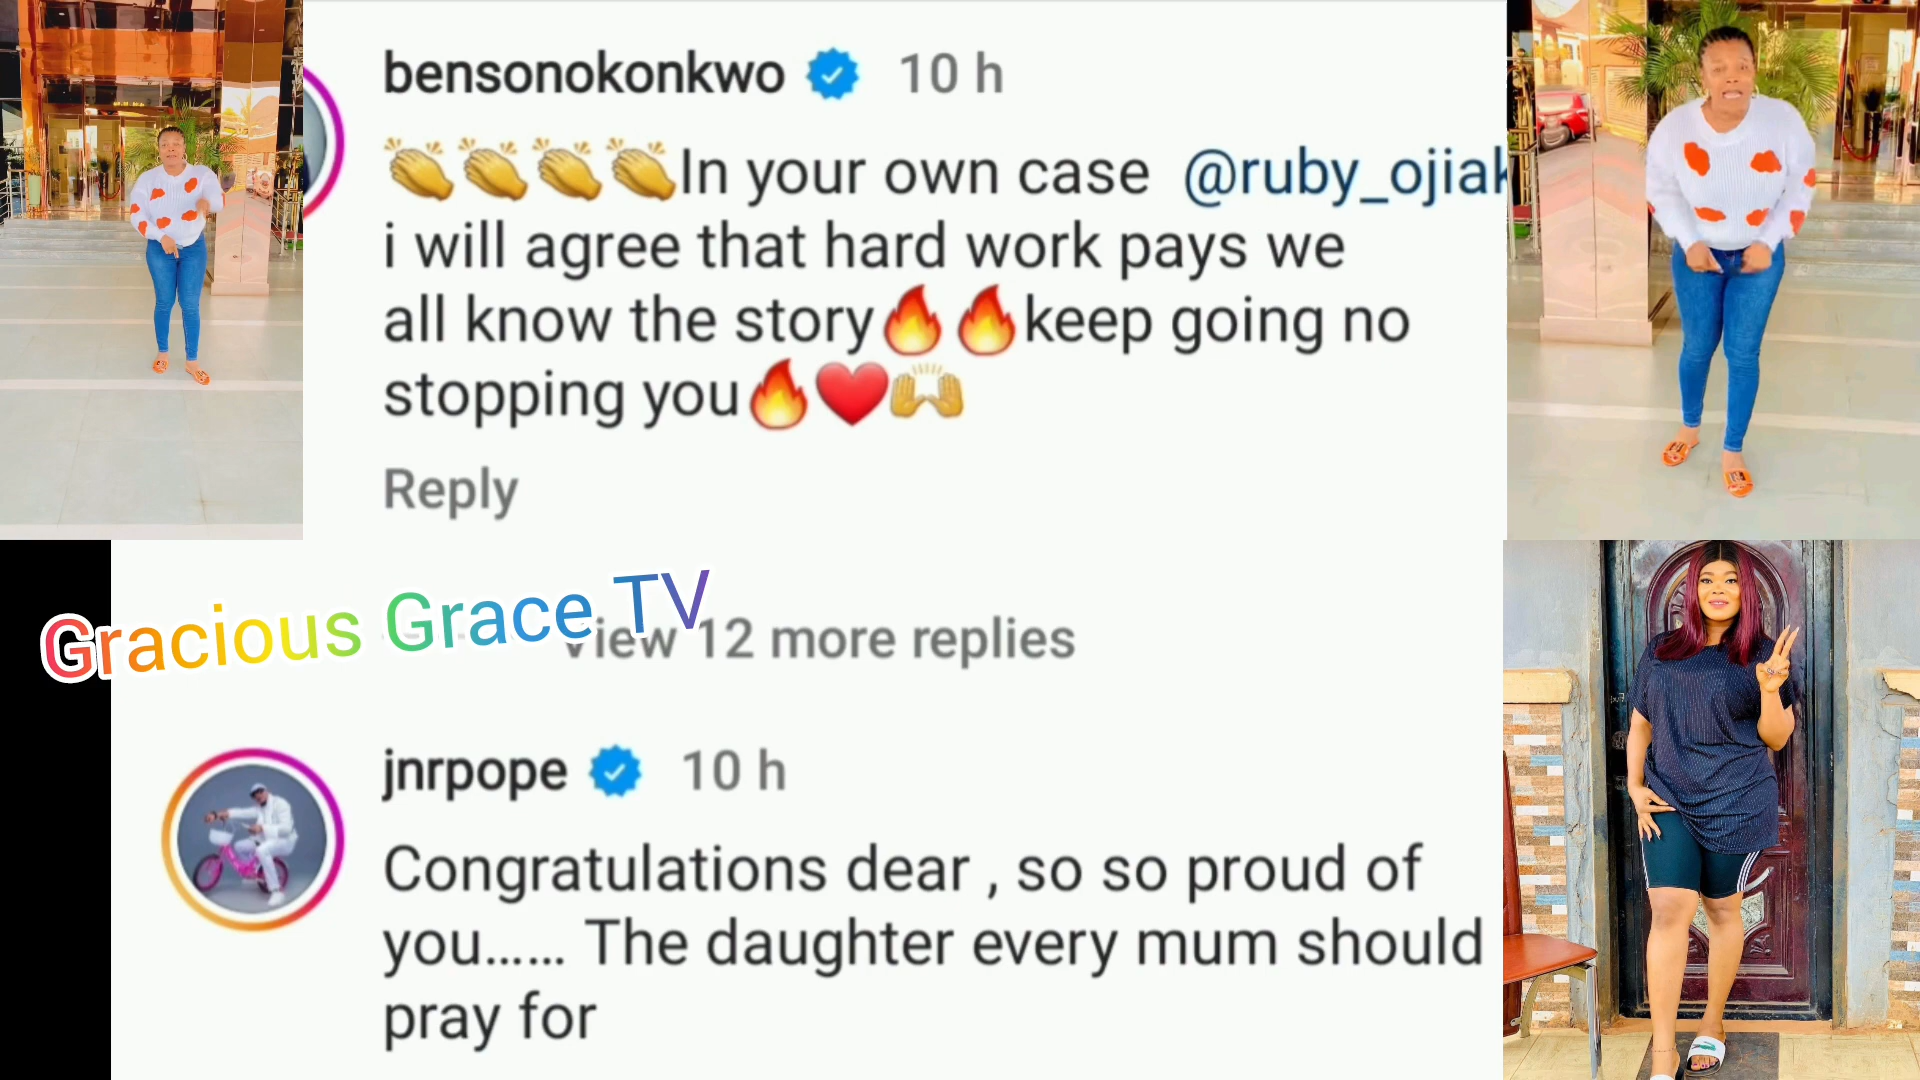 bensonokonkwo 10 h
👏👏👏👏In your own case @ruby_ojiak
i will agree that hard work pays we
all know the story🔥🔥keep going no
stopping you🔥❤️🙌
Reply
Gracious Grace TV
View 12 more replies
jnrpope 10 h
Congratulations dear , so so proud of
you...... The daughter every mum should
pray for